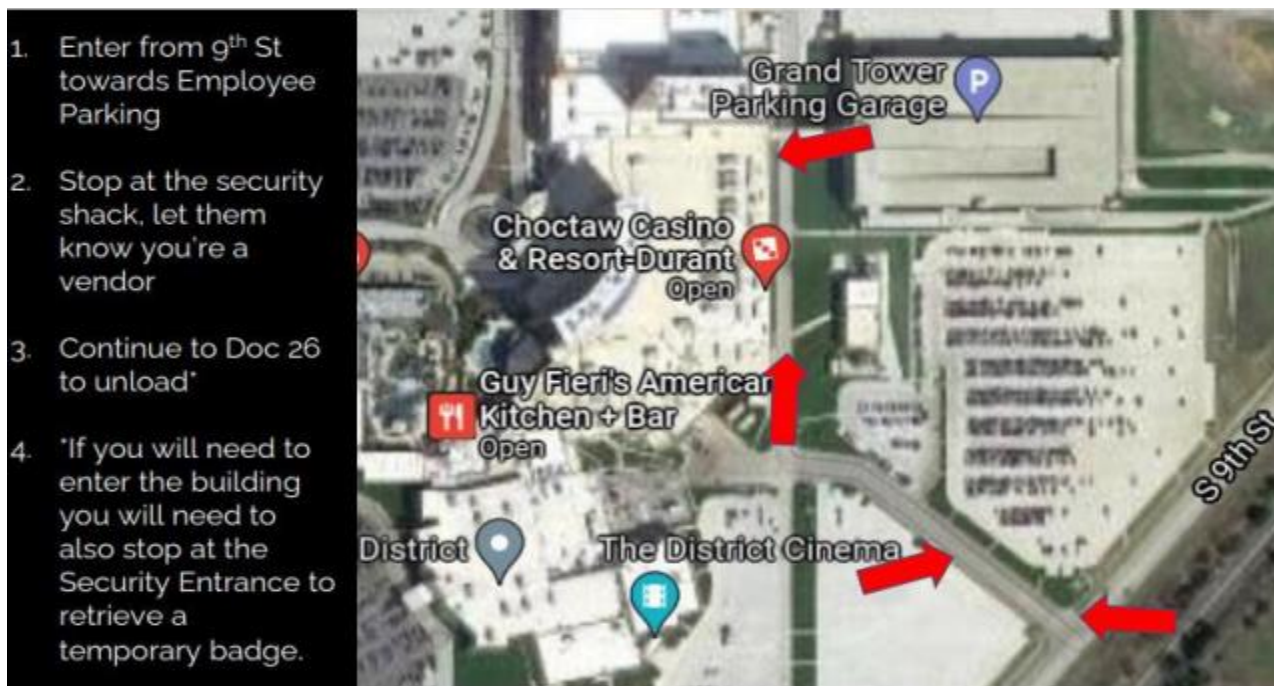 1. Enter from 9th St
towards Employee
Parking
2. Stop at the security
shack, let them
know you're a
vendor
3. Continue to Doc 26
to unload*
4. *If you will need to
enter the building
you will need to
also stop at the
Security Entrance to
retrieve a
temporary badge.
Grand Tower
Parking Garage
P
Choctaw Casino
& Resort-Durant
Open
Guy Fieri's American
Kitchen + Bar
Open
S 9th St
District
The District Cinema